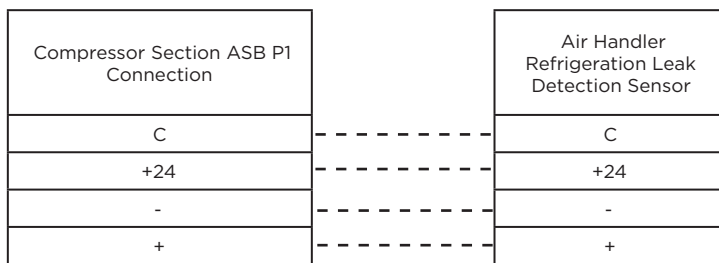 Compressor Section ASB P1
Connection
Air Handler
Refrigeration Leak
Detection Sensor
C
C
+24
+24
-
-
+
+